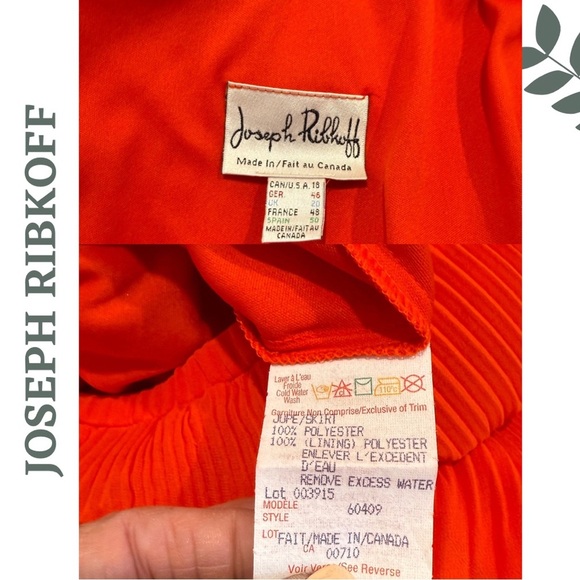 JOSEPH RIBKOFF
Joseph Ribkoff
Made In/Fait au Canada
CAN/U.S.A. 18
GER. 46
UK 20
FRANCE 48
SPAIN 50
MADE IN/FAIT AU
CANADA
Laver à L'eau
Froide
Cold Water
Wash
110°C
Garniture Non Comprise/Exclusive of Trim
JUPE/SKIRT
100% POLYESTER
100% (LINING) POLYESTER
ENLEVER L'EXCEDENT
D'EAU
REMOVE EXCESS WATER
Lot 003915
MODÈLE
STYLE 60409
LOT FAIT/MADE IN/CANADA
CA 00710
Voir Verso/See Reverse